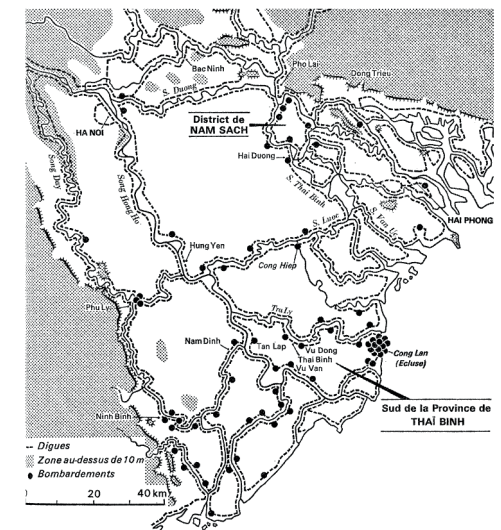 Bac Ninh
Pho Lai
Dong Trieu
S. Duong
District de
NAM SACH
HA NOI
Hai Duong
Song Day
Song Hong Ho
S. Thai Binh
HAI PHONG
S. Van Uc
S. Luoc
Hung Yen
Cong Hiep
Phu Ly
Tra Ly
Nam Dinh
Tan Lap
Vu Dong
Thai Binh
Vu Van
Cong Lan
(Ecluse)
Sud de la Province de
THAÏ BINH
Ninh Binh
Digues
Zone au-dessus de 10 m
Bombardements
20 40 km